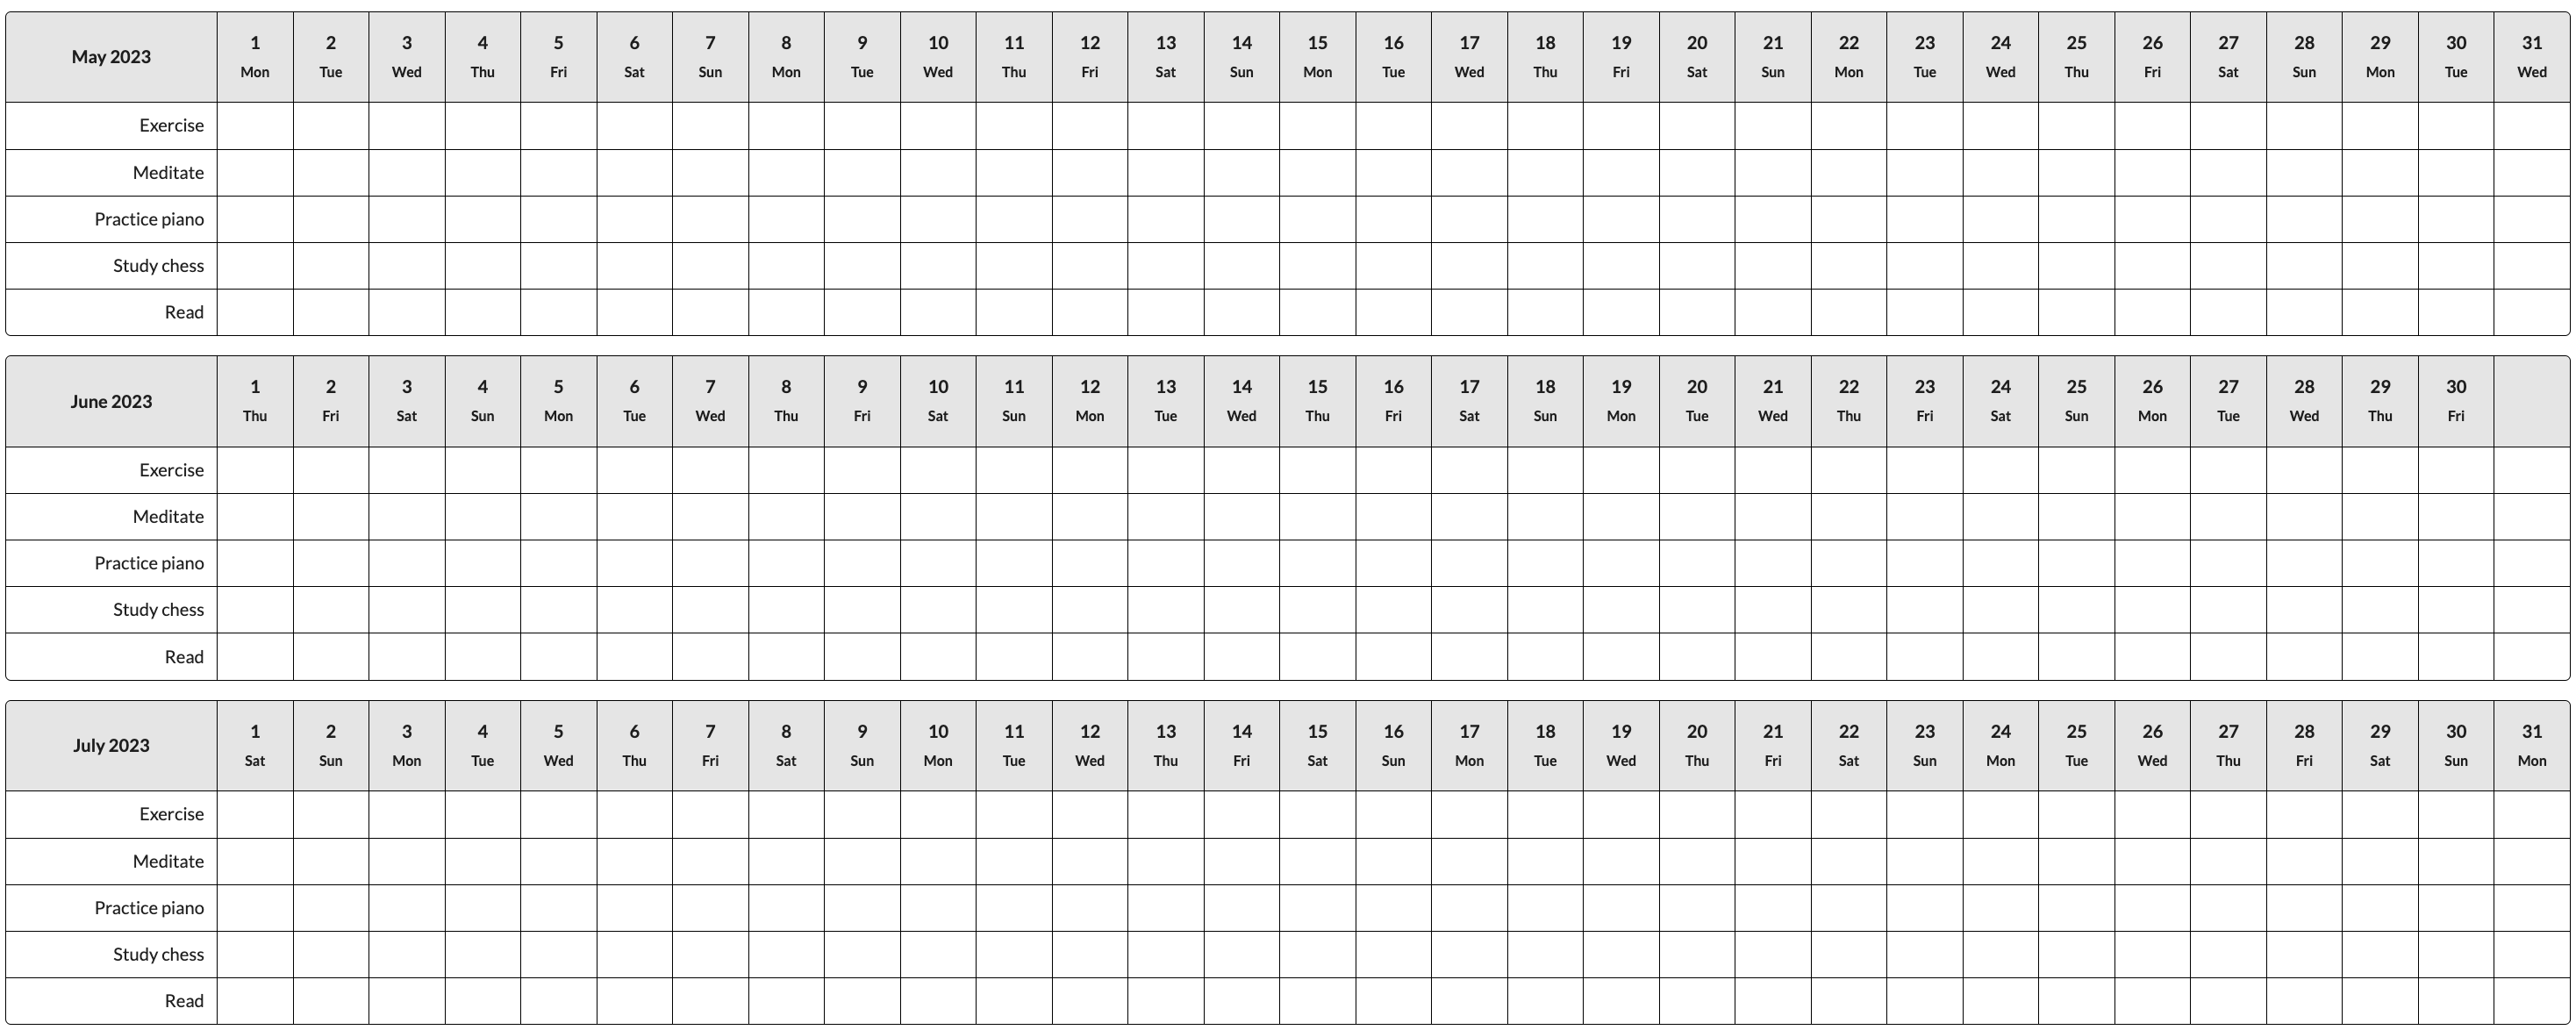 May 2023 1 2 3 4 5 6 7 8 9 10 11 12 13 14 15 16 17 18 19 20 21 22 23 24 25 26 27 28 29 30 31
Mon Tue Wed Thu Fri Sat Sun Mon Tue Wed Thu Fri Sat Sun Mon Tue Wed Thu Fri Sat Sun Mon Tue Wed Thu Fri Sat Sun Mon Tue Wed
Exercise
Meditate
Practice piano
Study chess
Read
June 2023 1 2 3 4 5 6 7 8 9 10 11 12 13 14 15 16 17 18 19 20 21 22 23 24 25 26 27 28 29 30
Thu Fri Sat Sun Mon Tue Wed Thu Fri Sat Sun Mon Tue Wed Thu Fri Sat Sun Mon Tue Wed Thu Fri Sat Sun Mon Tue Wed Thu Fri
Exercise
Meditate
Practice piano
Study chess
Read
July 2023 1 2 3 4 5 6 7 8 9 10 11 12 13 14 15 16 17 18 19 20 21 22 23 24 25 26 27 28 29 30 31
Sat Sun Mon Tue Wed Thu Fri Sat Sun Mon Tue Wed Thu Fri Sat Sun Mon Tue Wed Thu Fri Sat Sun Mon Tue Wed Thu Fri Sat Sun Mon
Exercise
Meditate
Practice piano
Study chess
Read